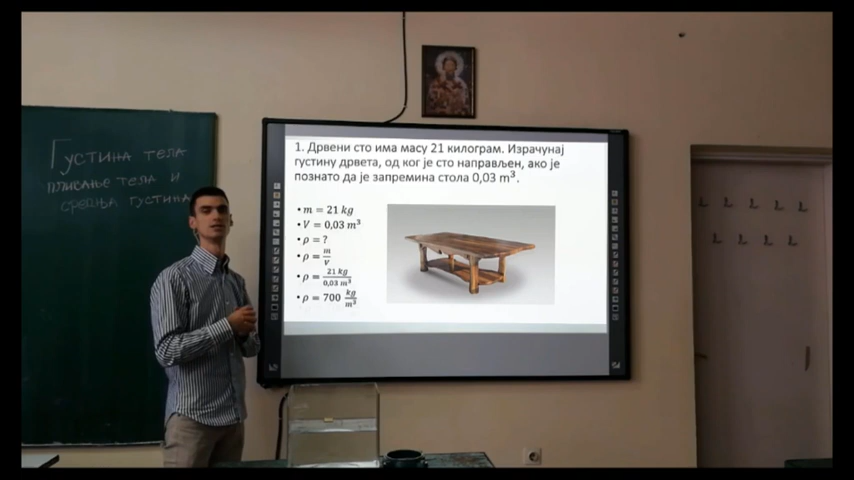 Густина тела
пливање тела и
средња густина
1. Дрвени сто има масу 21 килограм. Израчунај
густину дрвета, од ког је сто направљен, ако је
познато да је запремина стола 0,03 m³.
• m = 21 kg
• V = 0,03 m³
• ρ = ?
• ρ = m/V
• ρ = 21 kg/0,03 m³
• ρ = 700 kg/m³